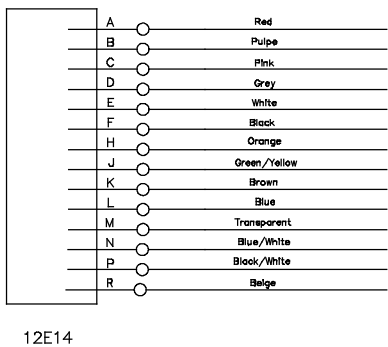 A Red
B Pulpe
C Pink
D Grey
E White
F Black
H Orange
J Green/Yellow
K Brown
L Blue
M Transparent
N Blue/White
P Black/White
R Beige
12E14